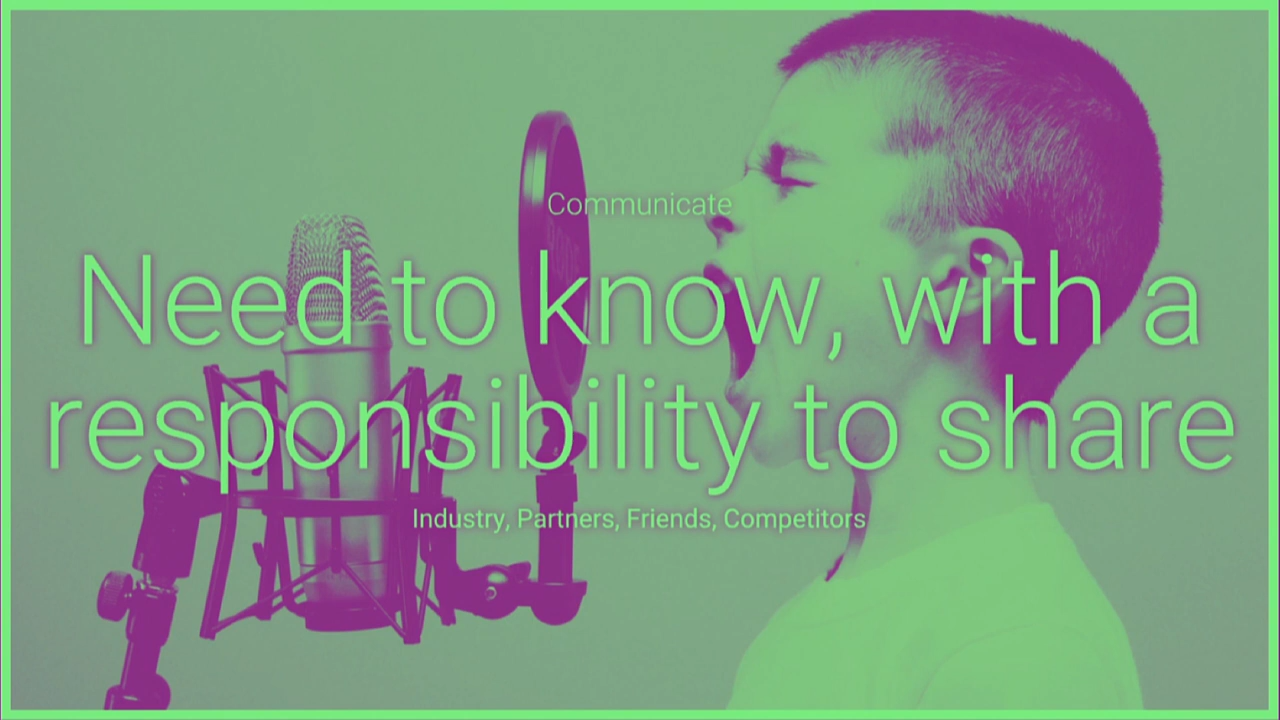 Communicate
Need to know, with a
responsibility to share
Industry, Partners, Friends, Competitors